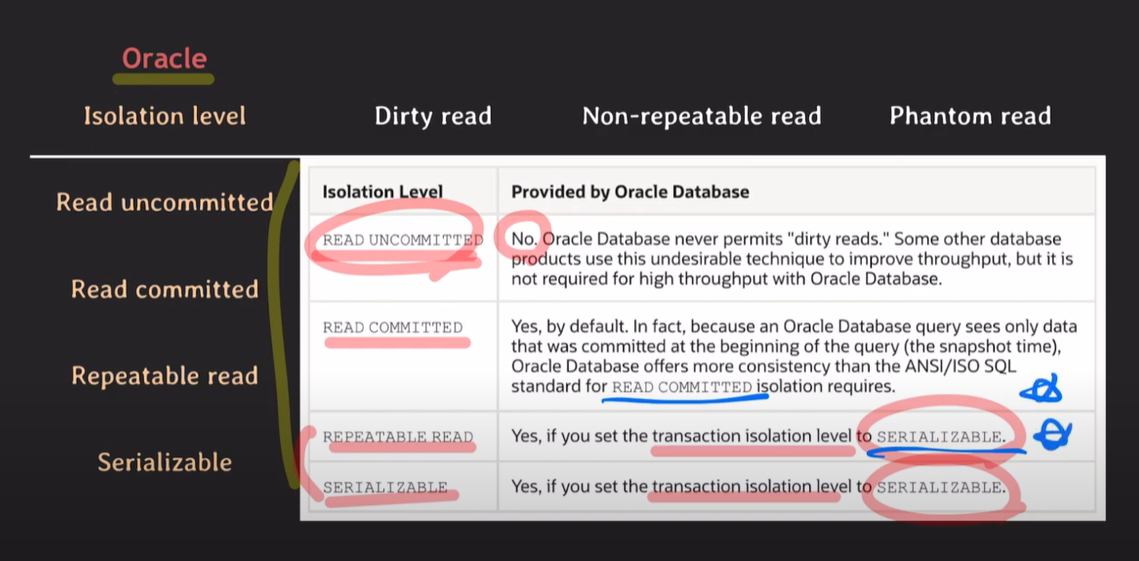 Oracle
Isolation level Dirty read Non-repeatable read Phantom read
Read uncommitted
Read committed
Repeatable read
Serializable
Isolation Level Provided by Oracle Database
READ UNCOMMITTED No. Oracle Database never permits "dirty reads." Some other database
products use this undesirable technique to improve throughput, but it is
not required for high throughput with Oracle Database.
READ COMMITTED Yes, by default. In fact, because an Oracle Database query sees only data
that was committed at the beginning of the query (the snapshot time),
Oracle Database offers more consistency than the ANSI/ISO SQL
standard for READ COMMITTED isolation requires.
REPEATABLE READ Yes, if you set the transaction isolation level to SERIALIZABLE.
SERIALIZABLE Yes, if you set the transaction isolation level to SERIALIZABLE.